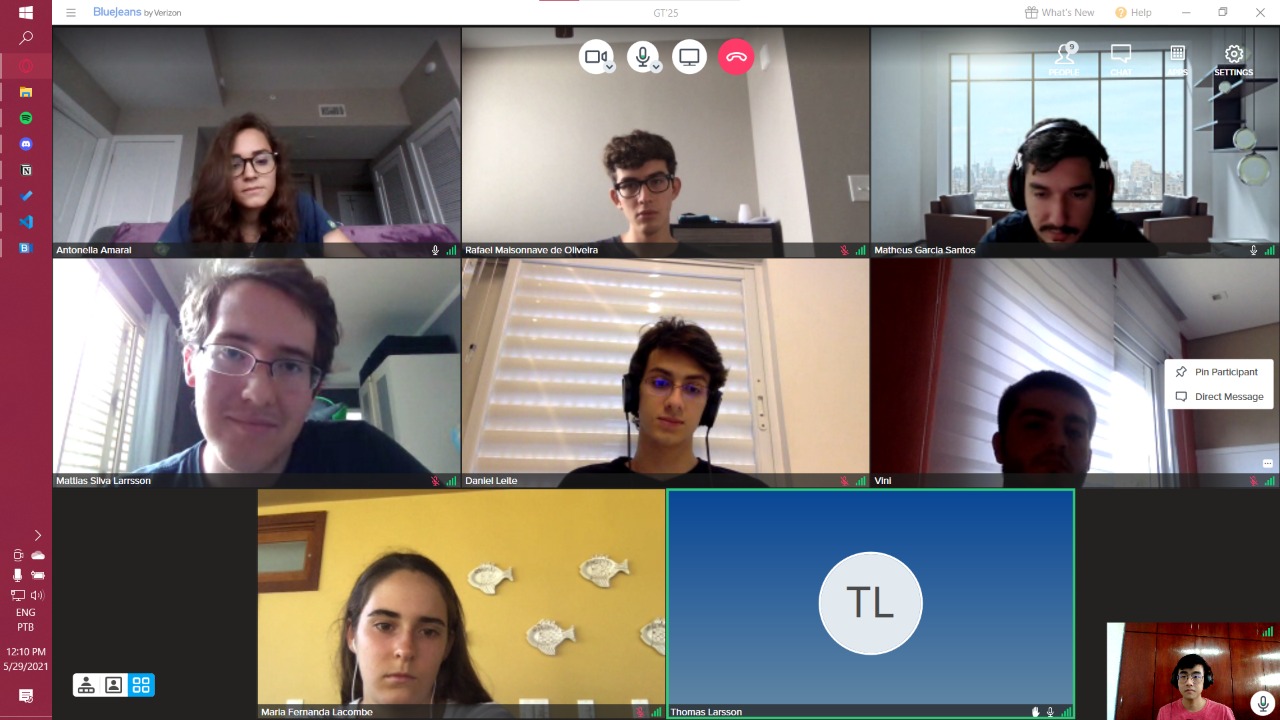 BlueJeans by Verizon
GT'25
What's New
Help
9
PEOPLE
CHAT
APPS
SETTINGS
Antonella Amaral
Rafael Maisonnave de Oliveira
Matheus Garcia Santos
Pin Participant
Direct Message
Mattias Silva Larrsson
Daniel Leite
Vini
TL
Maria Fernanda Lacombe
Thomas Larsson
ENG
PTB
12:10 PM
5/29/2021